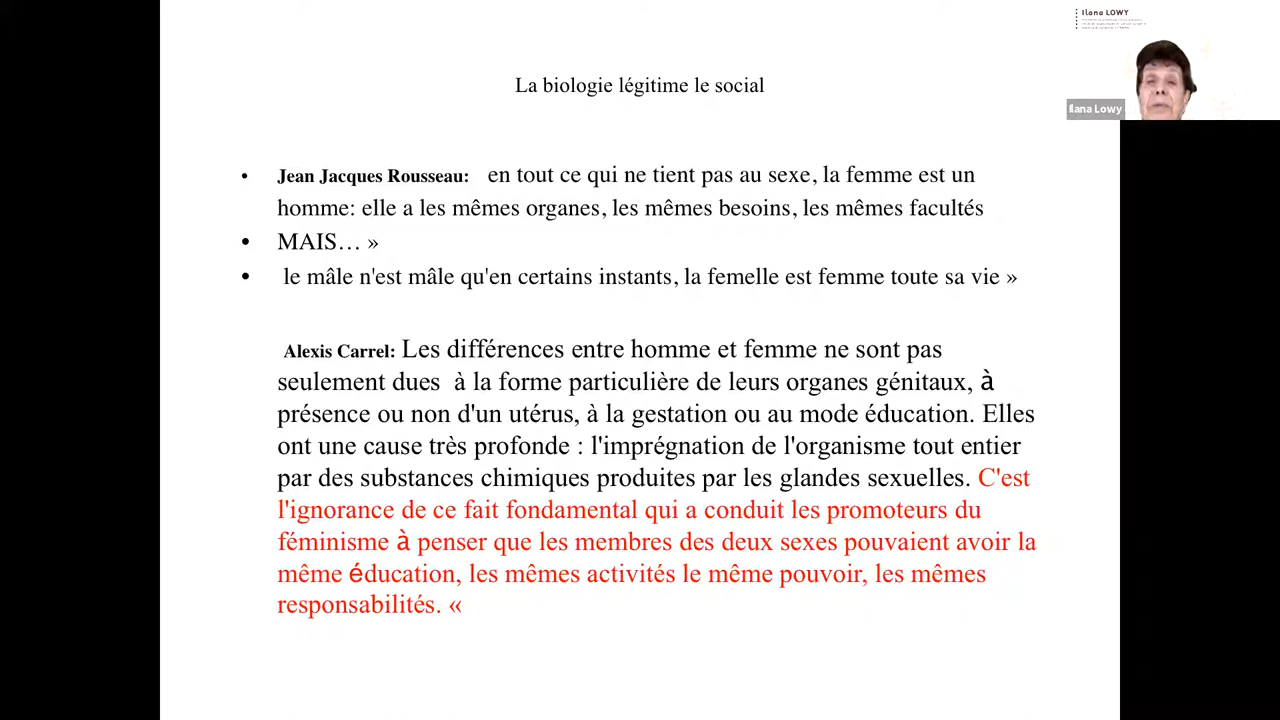 Ilana LOWY
La biologie légitime le social
Ilana Lowy
• Jean Jacques Rousseau: en tout ce qui ne tient pas au sexe, la femme est un
homme: elle a les mêmes organes, les mêmes besoins, les mêmes facultés
• MAIS… »
• le mâle n'est mâle qu'en certains instants, la femelle est femme toute sa vie »
Alexis Carrel: Les différences entre homme et femme ne sont pas
seulement dues à la forme particulière de leurs organes génitaux, à
présence ou non d'un utérus, à la gestation ou au mode éducation. Elles
ont une cause très profonde : l'imprégnation de l'organisme tout entier
par des substances chimiques produites par les glandes sexuelles. C'est
l'ignorance de ce fait fondamental qui a conduit les promoteurs du
féminisme à penser que les membres des deux sexes pouvaient avoir la
même éducation, les mêmes activités le même pouvoir, les mêmes
responsabilités. «